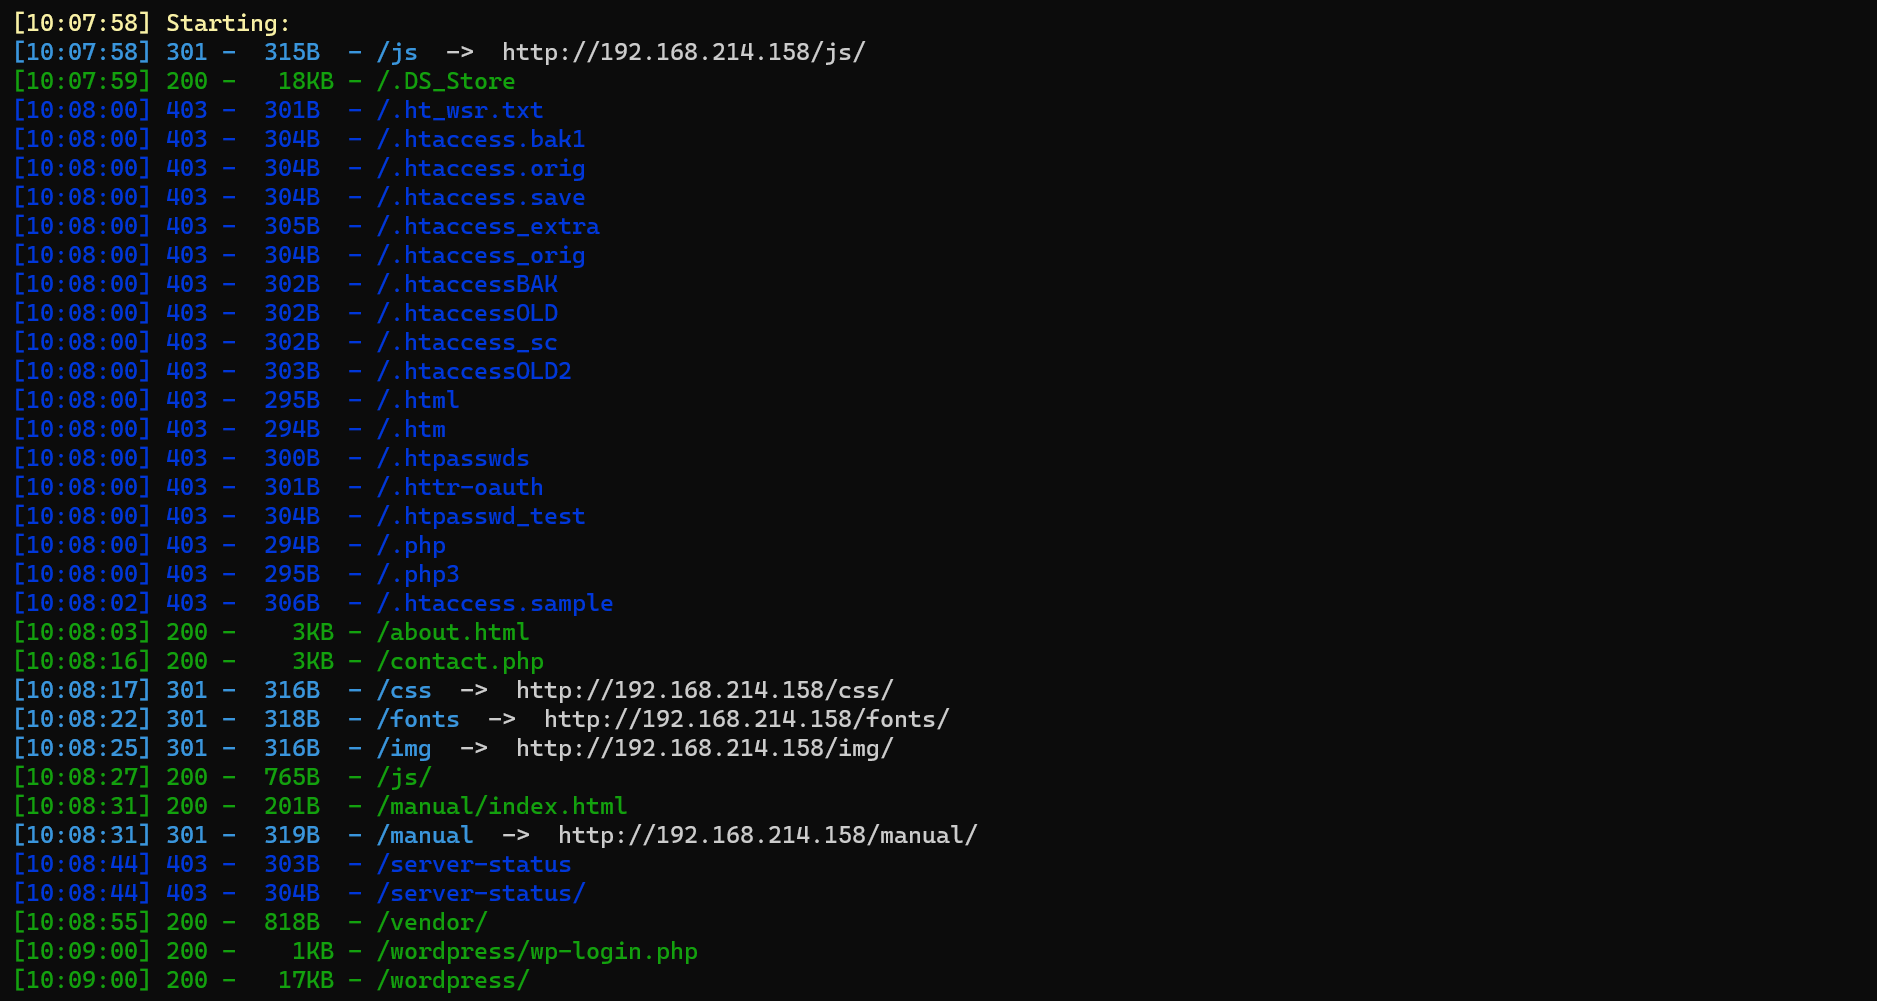 [10:07:58] Starting:
[10:07:58] 301 -  315B  - /js  ->  http://192.168.214.158/js/
[10:07:59] 200 -   18KB - /.DS_Store
[10:08:00] 403 -  301B  - /.ht_wsr.txt
[10:08:00] 403 -  304B  - /.htaccess.bak1
[10:08:00] 403 -  304B  - /.htaccess.orig
[10:08:00] 403 -  304B  - /.htaccess.save
[10:08:00] 403 -  305B  - /.htaccess_extra
[10:08:00] 403 -  304B  - /.htaccess_orig
[10:08:00] 403 -  302B  - /.htaccessBAK
[10:08:00] 403 -  302B  - /.htaccessOLD
[10:08:00] 403 -  302B  - /.htaccess_sc
[10:08:00] 403 -  303B  - /.htaccessOLD2
[10:08:00] 403 -  295B  - /.html
[10:08:00] 403 -  294B  - /.htm
[10:08:00] 403 -  300B  - /.htpasswds
[10:08:00] 403 -  301B  - /.httr-oauth
[10:08:00] 403 -  304B  - /.htpasswd_test
[10:08:00] 403 -  294B  - /.php
[10:08:00] 403 -  295B  - /.php3
[10:08:02] 403 -  306B  - /.htaccess.sample
[10:08:03] 200 -    3KB - /about.html
[10:08:16] 200 -    3KB - /contact.php
[10:08:17] 301 -  316B  - /css  ->  http://192.168.214.158/css/
[10:08:22] 301 -  318B  - /fonts  ->  http://192.168.214.158/fonts/
[10:08:25] 301 -  316B  - /img  ->  http://192.168.214.158/img/
[10:08:27] 200 -  765B  - /js/
[10:08:31] 200 -  201B  - /manual/index.html
[10:08:31] 301 -  319B  - /manual  ->  http://192.168.214.158/manual/
[10:08:44] 403 -  303B  - /server-status
[10:08:44] 403 -  304B  - /server-status/
[10:08:55] 200 -  818B  - /vendor/
[10:09:00] 200 -    1KB - /wordpress/wp-login.php
[10:09:00] 200 -   17KB - /wordpress/